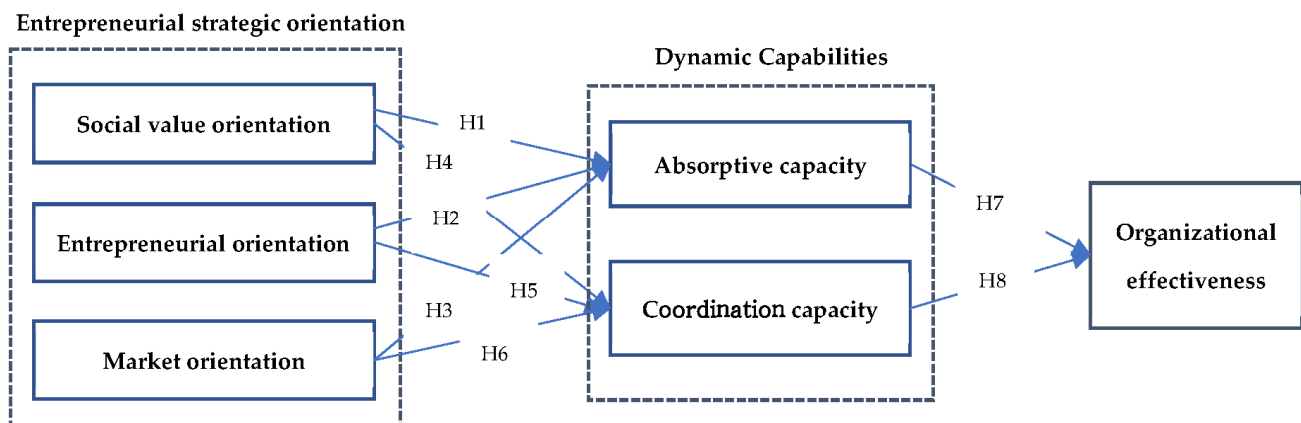 Entrepreneurial strategic orientation
Dynamic Capabilities
Social value orientation
H1
H4
Absorptive capacity
H2
H7
Entrepreneurial orientation
Organizational
effectiveness
H5
H8
H3
Coordination capacity
H6
Market orientation